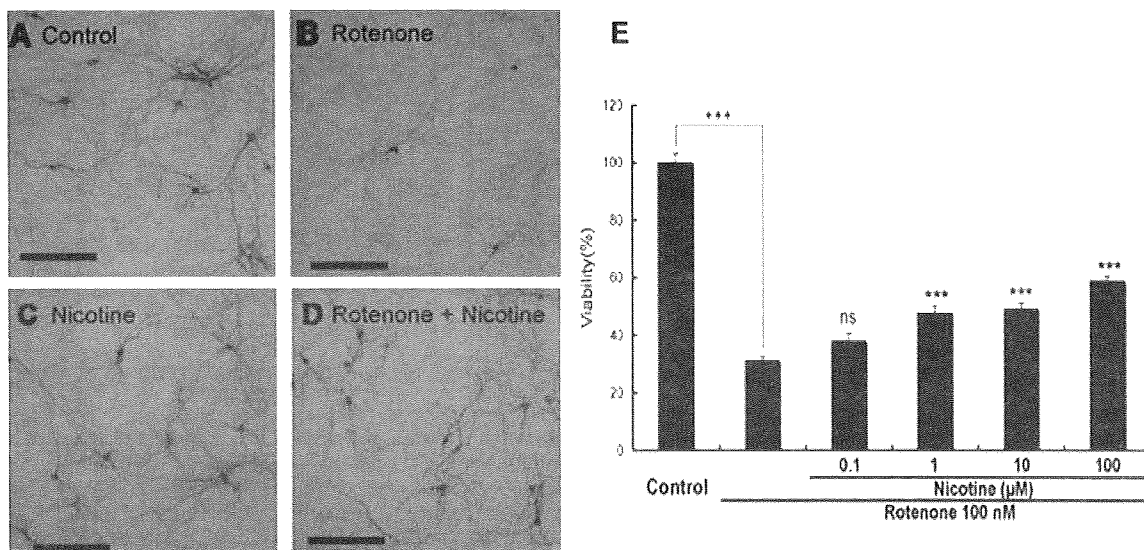 A Control
B Rotenone
C Nicotine
D Rotenone + Nicotine
E
120
100
80
60
40
20
0
Viability(%)
***
ns
***
***
***
Control
0.1
1
10
100
Nicotine (µM)
Rotenone 100 nM